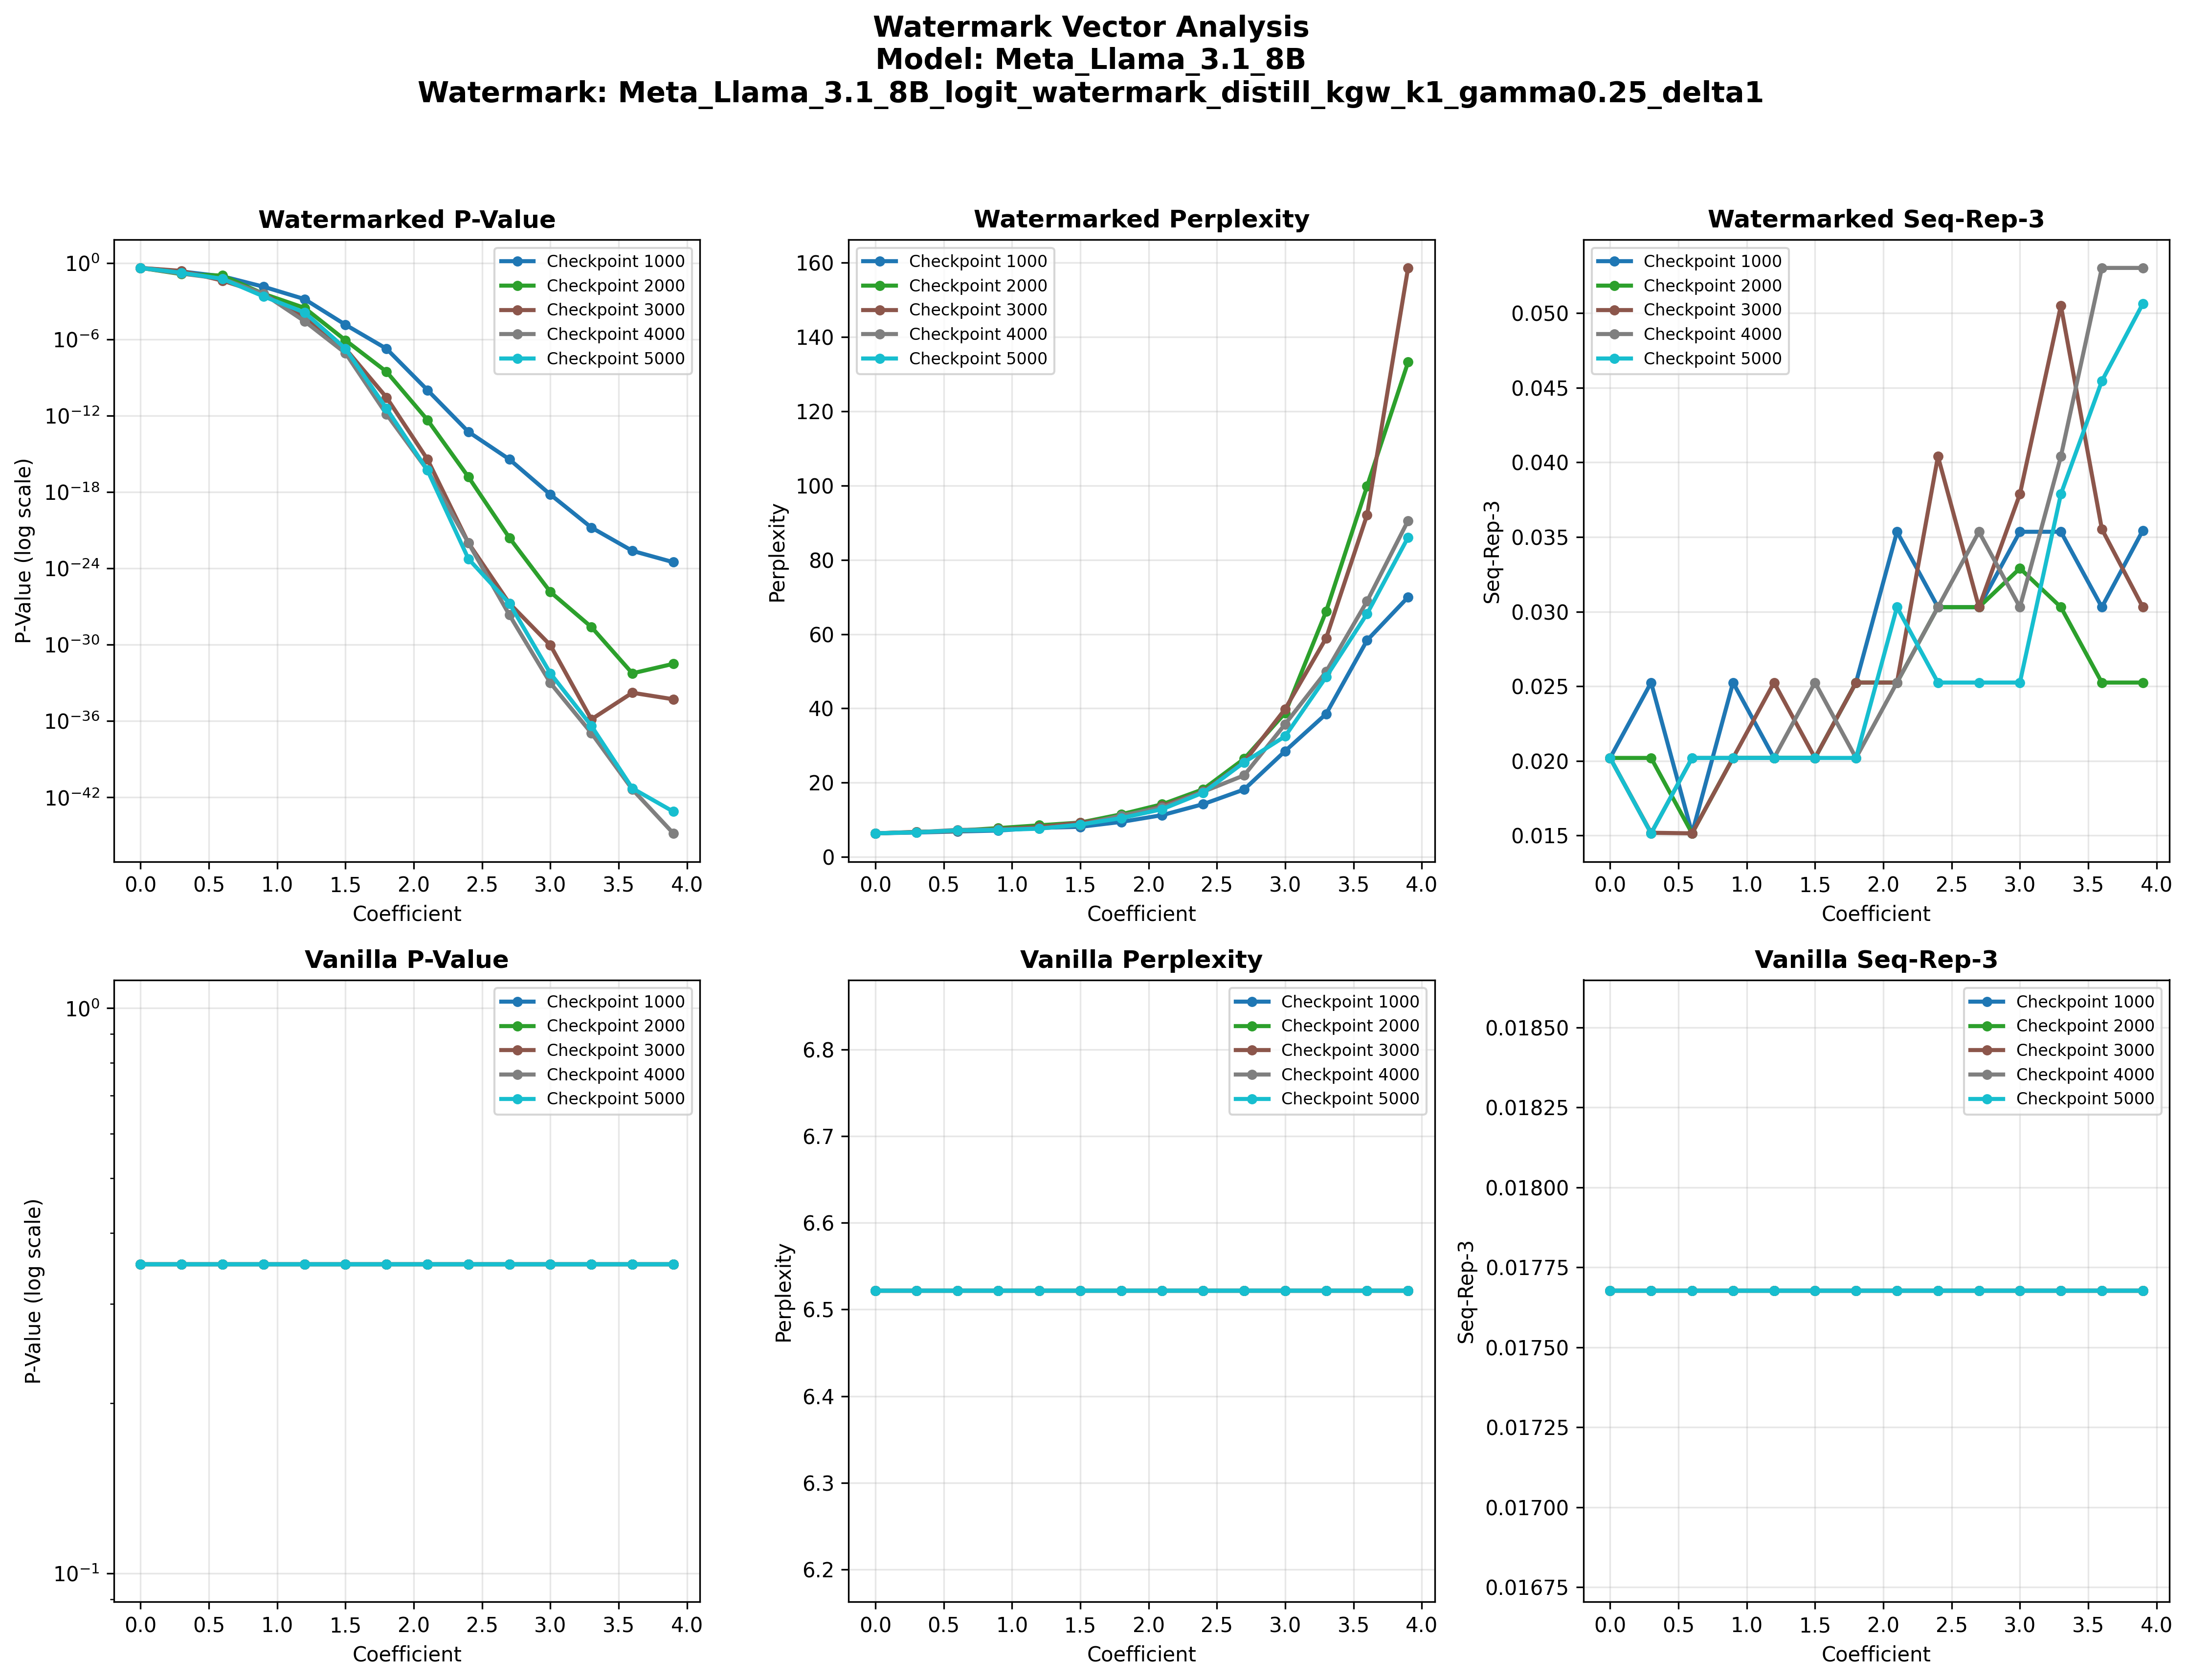 Watermark Vector Analysis
Model: Meta_Llama_3.1_8B
Watermark: Meta_Llama_3.1_8B_logit_watermark_distill_kgw_k1_gamma0.25_delta1
Watermarked P-Value
P-Value (log scale)
10^0
10^-6
10^-12
10^-18
10^-24
10^-30
10^-36
10^-42
Checkpoint 1000
Checkpoint 2000
Checkpoint 3000
Checkpoint 4000
Checkpoint 5000
0.0 0.5 1.0 1.5 2.0 2.5 3.0 3.5 4.0
Coefficient
Watermarked Perplexity
Perplexity
160
140
120
100
80
60
40
20
0
Checkpoint 1000
Checkpoint 2000
Checkpoint 3000
Checkpoint 4000
Checkpoint 5000
0.0 0.5 1.0 1.5 2.0 2.5 3.0 3.5 4.0
Coefficient
Watermarked Seq-Rep-3
Seq-Rep-3
0.050
0.045
0.040
0.035
0.030
0.025
0.020
0.015
Checkpoint 1000
Checkpoint 2000
Checkpoint 3000
Checkpoint 4000
Checkpoint 5000
0.0 0.5 1.0 1.5 2.0 2.5 3.0 3.5 4.0
Coefficient
Vanilla P-Value
P-Value (log scale)
10^0
10^-1
Checkpoint 1000
Checkpoint 2000
Checkpoint 3000
Checkpoint 4000
Checkpoint 5000
0.0 0.5 1.0 1.5 2.0 2.5 3.0 3.5 4.0
Coefficient
Vanilla Perplexity
Perplexity
6.8
6.7
6.6
6.5
6.4
6.3
6.2
Checkpoint 1000
Checkpoint 2000
Checkpoint 3000
Checkpoint 4000
Checkpoint 5000
0.0 0.5 1.0 1.5 2.0 2.5 3.0 3.5 4.0
Coefficient
Vanilla Seq-Rep-3
Seq-Rep-3
0.01850
0.01825
0.01800
0.01775
0.01750
0.01725
0.01700
0.01675
Checkpoint 1000
Checkpoint 2000
Checkpoint 3000
Checkpoint 4000
Checkpoint 5000
0.0 0.5 1.0 1.5 2.0 2.5 3.0 3.5 4.0
Coefficient